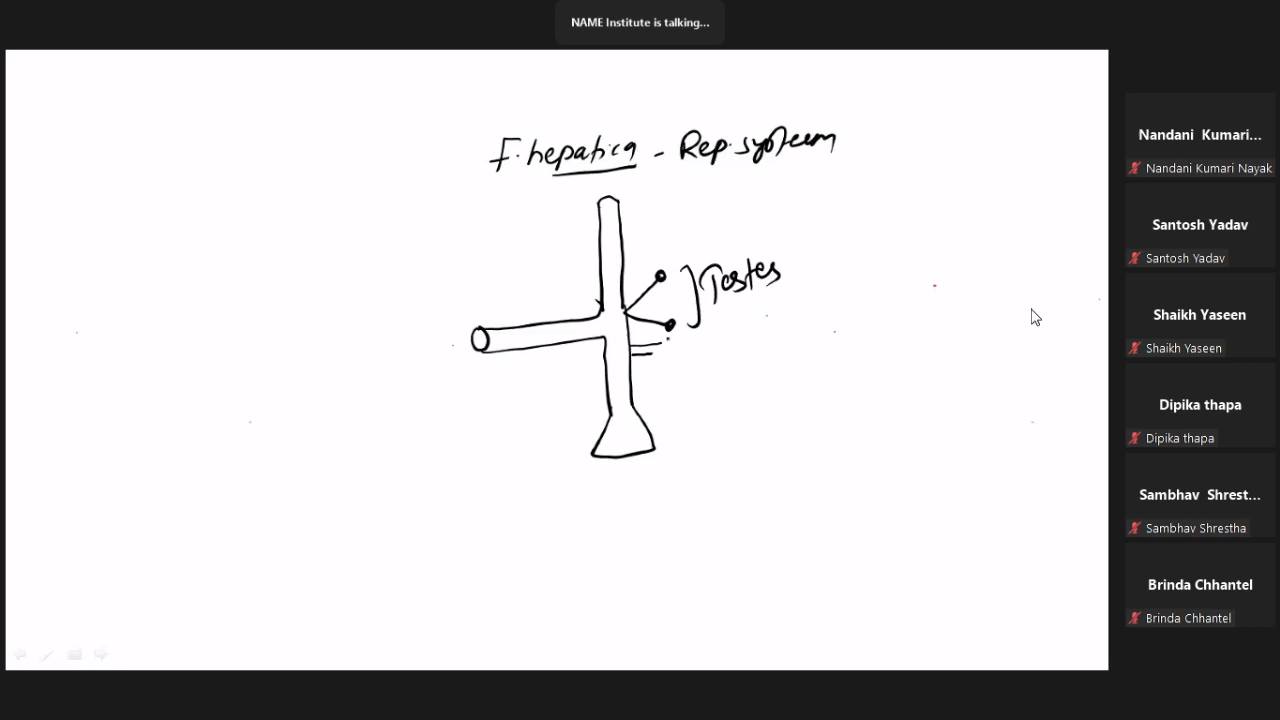 NAME Institute is talking...
F. hepatica - Rep. system
Testes
Nandani Kumari...
Nandani Kumari Nayak
Santosh Yadav
Santosh Yadav
Shaikh Yaseen
Shaikh Yaseen
Dipika thapa
Dipika thapa
Sambhav Shrest...
Sambhav Shrestha
Brinda Chhantel
Brinda Chhantel